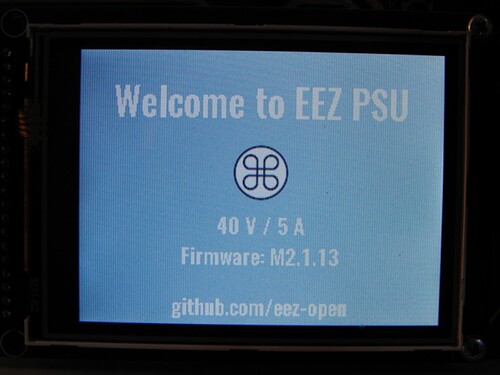 Welcome to EEZ PSU
40 V / 5 A
Firmware: M2.1.13
github.com/eez-open